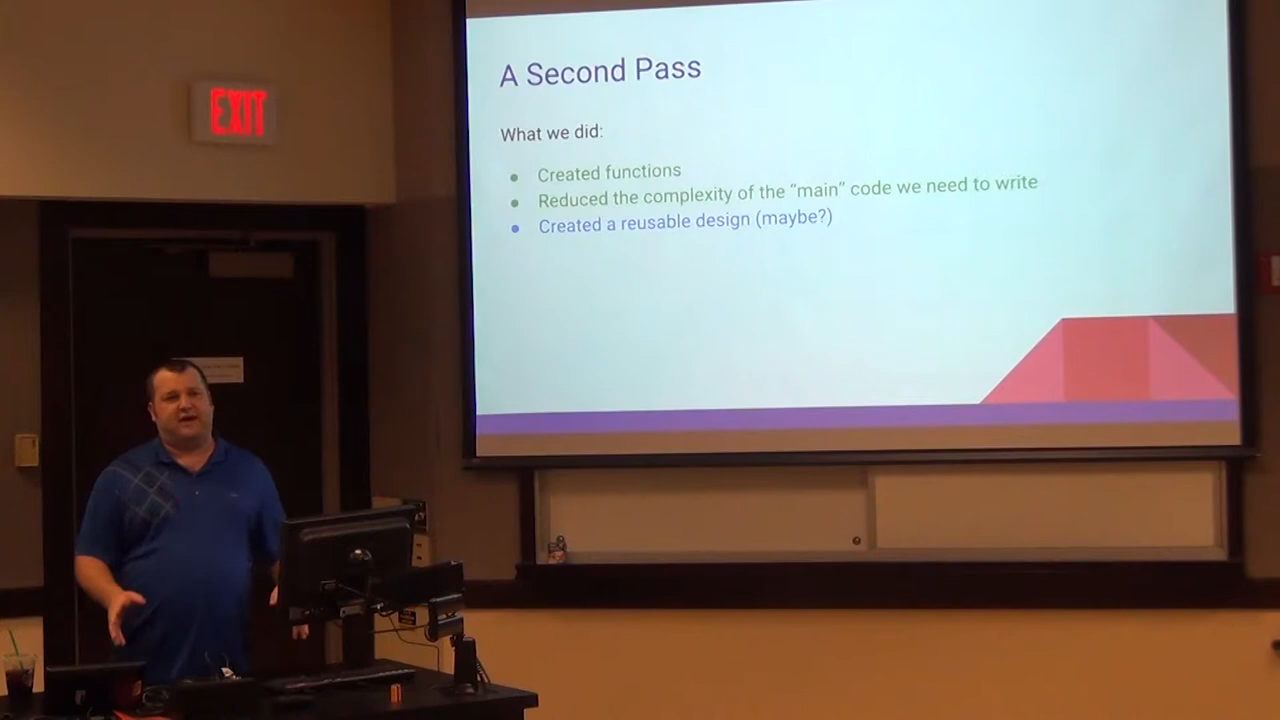 EXIT
A Second Pass
What we did:
Created functions
Reduced the complexity of the “main” code we need to write
Created a reusable design (maybe?)